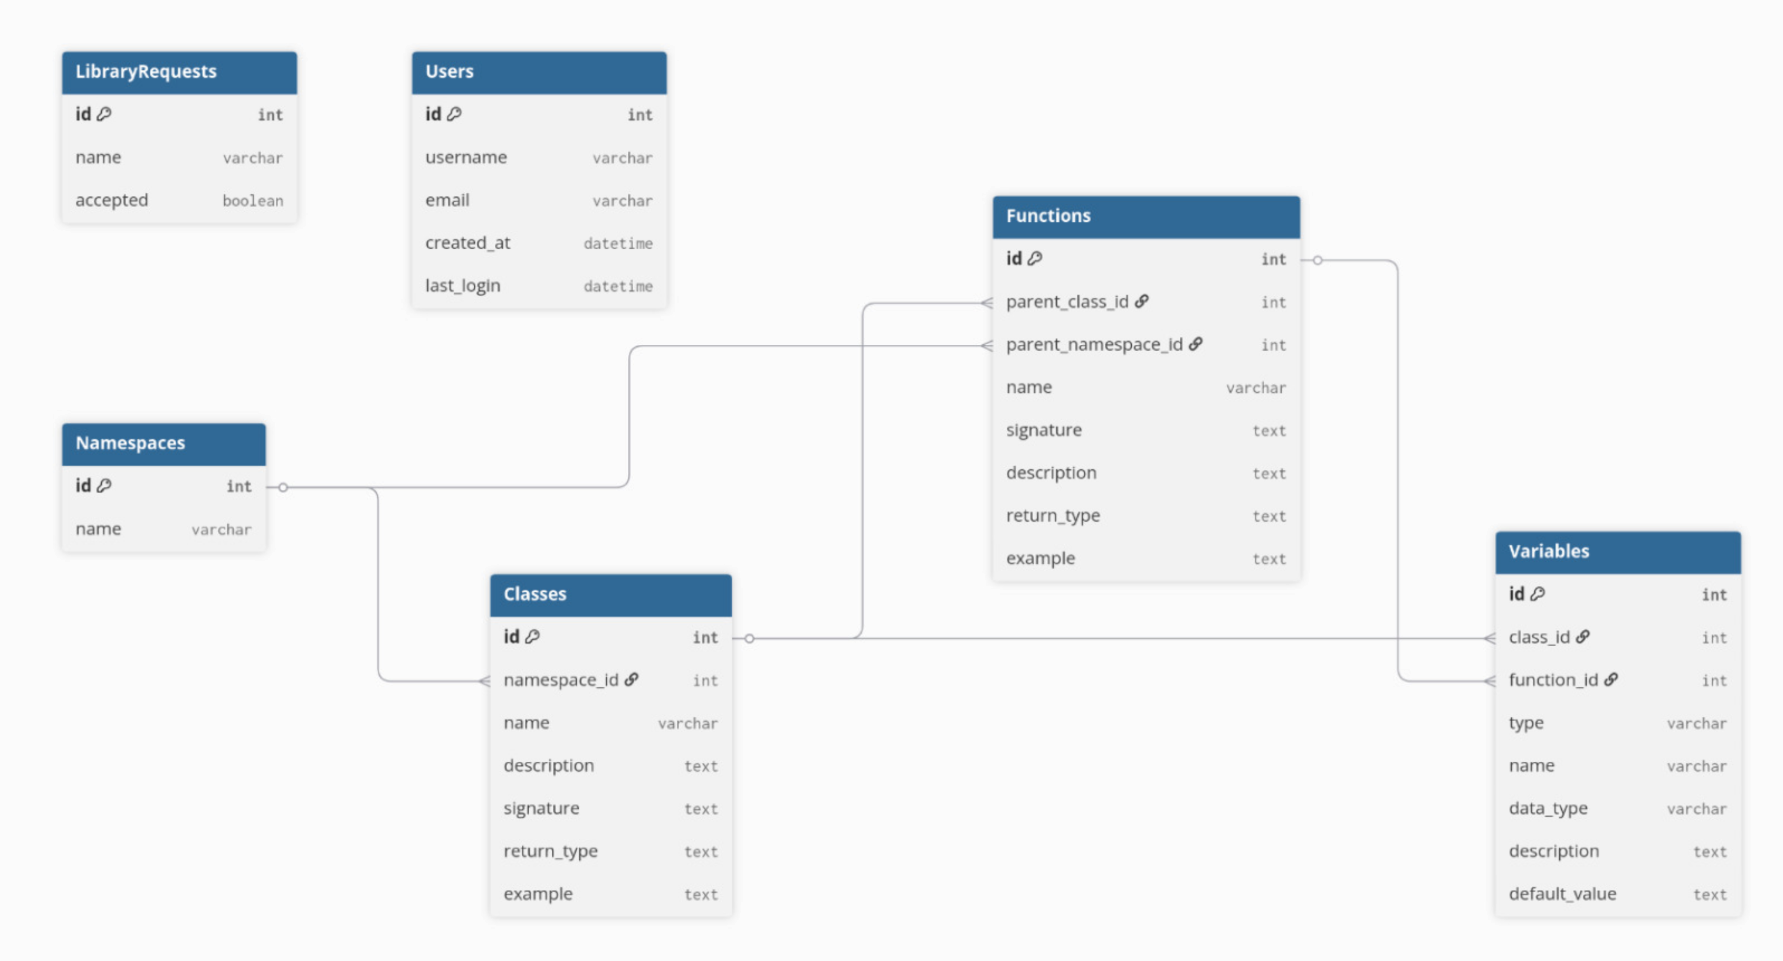 LibraryRequests
id int
name varchar
accepted boolean
Users
id int
username varchar
email varchar
created_at datetime
last_login datetime
Functions
id int
parent_class_id int
parent_namespace_id int
name varchar
signature text
description text
return_type text
example text
Namespaces
id int
name varchar
Classes
id int
namespace_id int
name varchar
description text
signature text
return_type text
example text
Variables
id int
class_id int
function_id int
type varchar
name varchar
data_type varchar
description text
default_value text